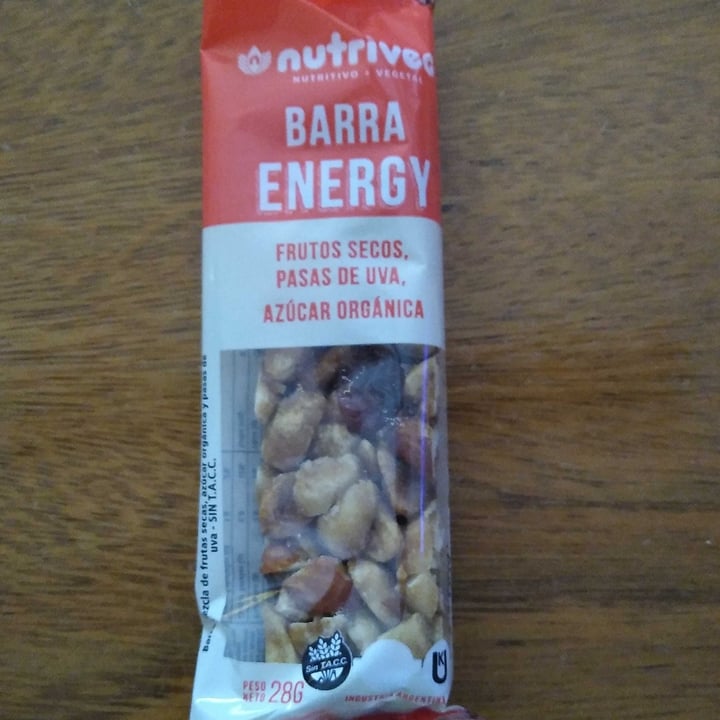 nutriveg
NUTRITIVO + VEGETAL
BARRA
ENERGY
FRUTOS SECOS,
PASAS DE UVA,
AZÚCAR ORGÁNICA
mezcla de frutas secas, azúcar orgánica y pasas de
uva - SIN T.A.C.C.
Sin T.A.C.C.
K
PESO
NETO 28G
INDUSTRIA ARGENTINA